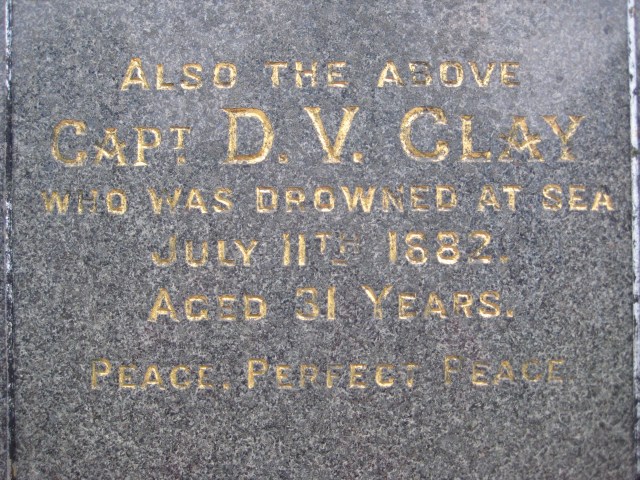 ALSO THE ABOVE
CAPT D. V. CLAY
WHO WAS DROWNED AT SEA
JULY 11TH 1882.
AGED 31 YEARS.
PEACE, PERFECT PEACE